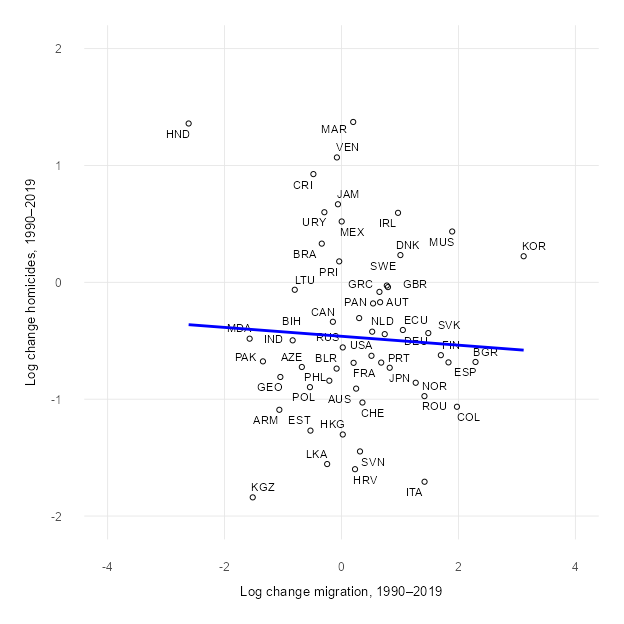 2
MAR
HND
VEN
1
CRI
JAM
URY
IRL
MEX
MUS
DNK
KOR
BRA
PRI
SWE
0
LTU
GRC
GBR
PAN
AUT
CAN
BIH
NLD
ECU
SVK
MDA
IND
RUS
USA
DEU
FIN
BGR
PAK
AZE
BLR
PRT
ESP
GEO
PHL
FRA
JPN
NOR
-1
POL
AUS
ROU
CHE
COL
ARM
EST
HKG
LKA
SVN
HRV
KGZ
ITA
-2
-4 -2 0 2 4
Log change migration, 1990–2019
Log change homicides, 1990–2019